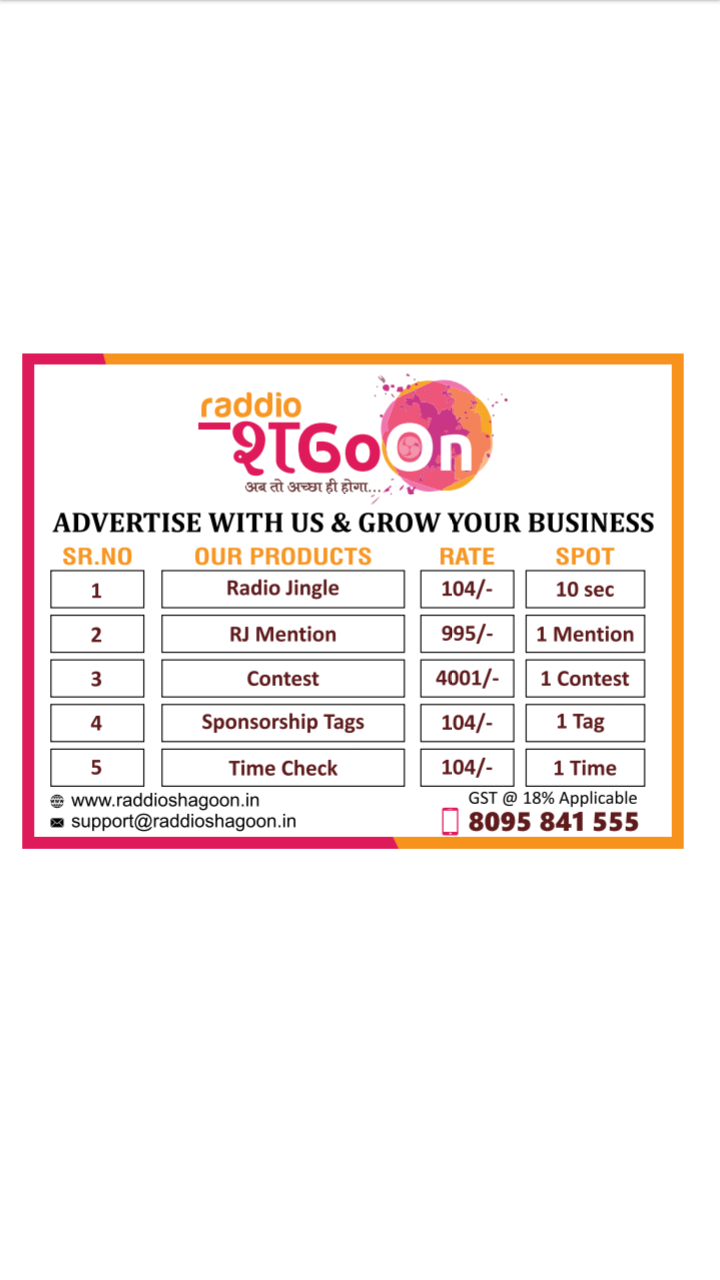 raddio
शाGoOn
अब तो अच्छा ही होगा...
ADVERTISE WITH US & GROW YOUR BUSINESS
SR.NO OUR PRODUCTS RATE SPOT
1 Radio Jingle 104/- 10 sec
2 RJ Mention 995/- 1 Mention
3 Contest 4001/- 1 Contest
4 Sponsorship Tags 104/- 1 Tag
5 Time Check 104/- 1 Time
www.raddioshagoon.in GST @ 18% Applicable
support@raddioshagoon.in 8095 841 555